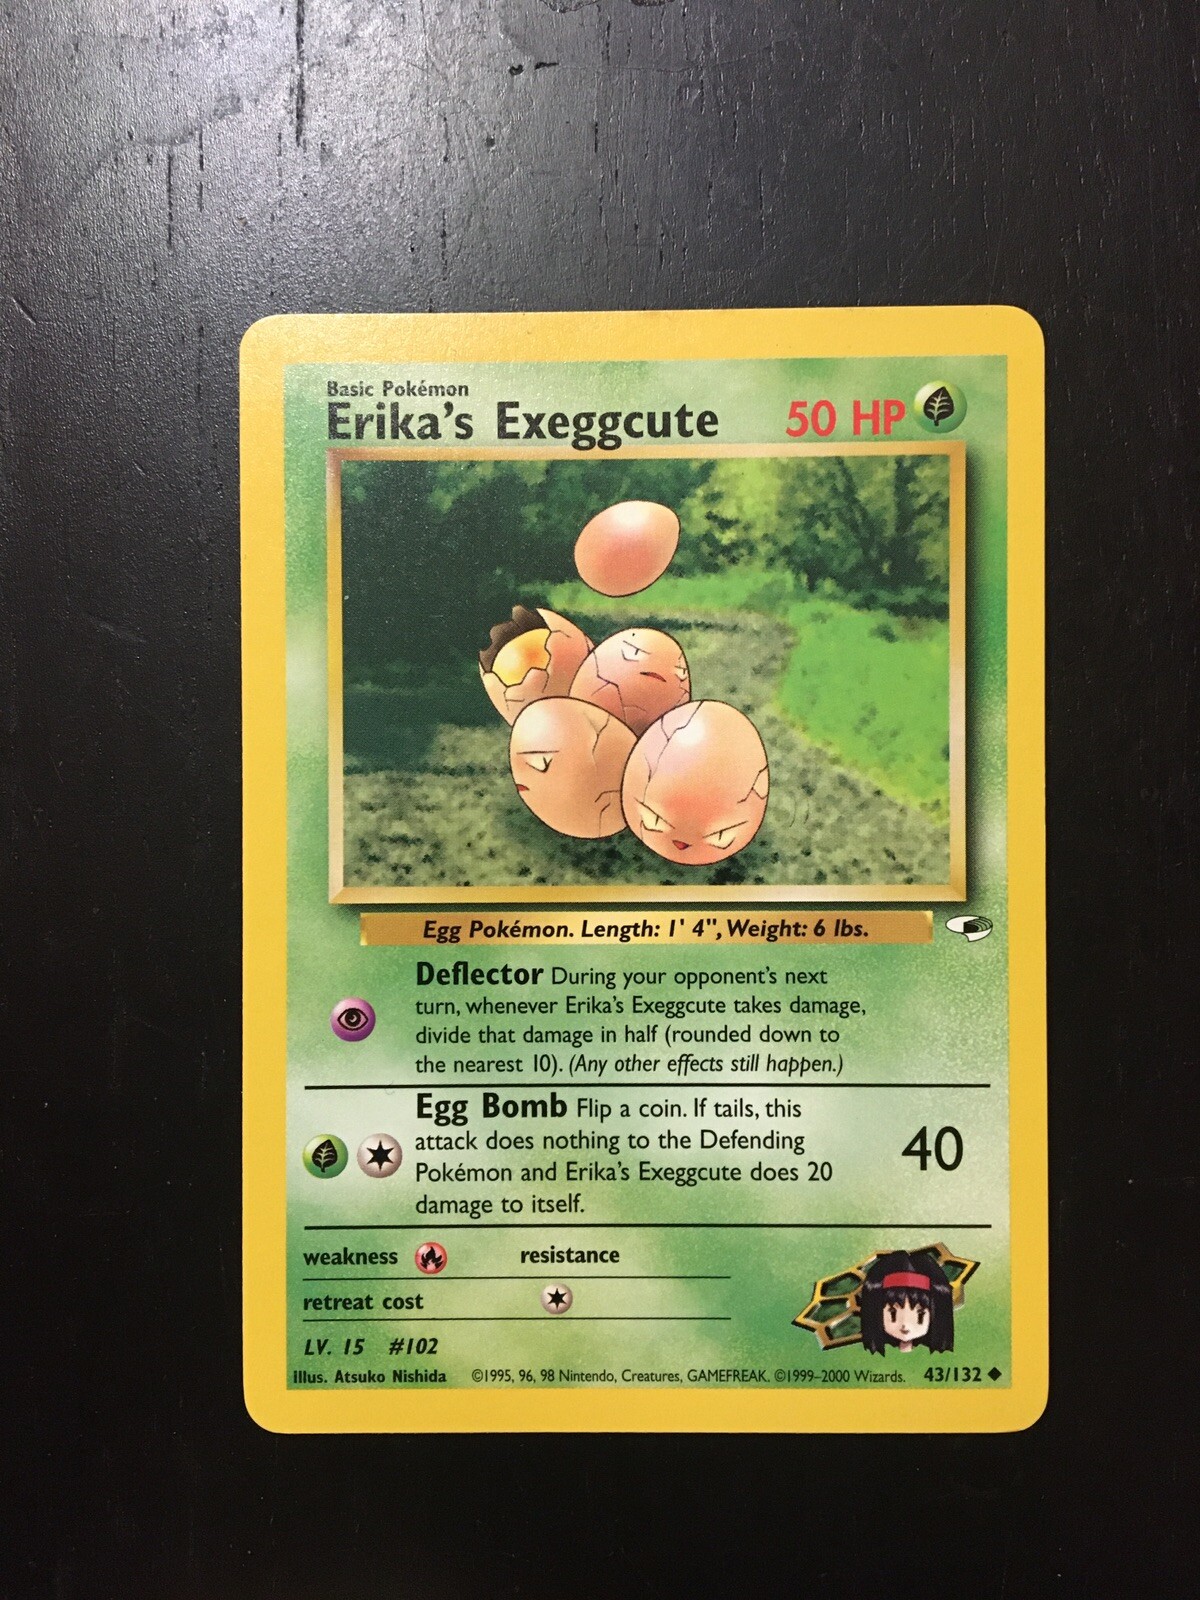 Basic Pokémon
Erika's Exeggcute 50 HP
Egg Pokémon. Length: 1' 4", Weight: 6 lbs.
Deflector During your opponent's next
turn, whenever Erika's Exeggcute takes damage,
divide that damage in half (rounded down to
the nearest 10). (Any other effects still happen.)
Egg Bomb Flip a coin. If tails, this
attack does nothing to the Defending
Pokémon and Erika's Exeggcute does 20
damage to itself.
40
weakness resistance
retreat cost
LV. 15 #102
Illus. Atsuko Nishida ©1995, 96, 98 Nintendo, Creatures, GAMEFREAK. ©1999–2000 Wizards. 43/132 ◆